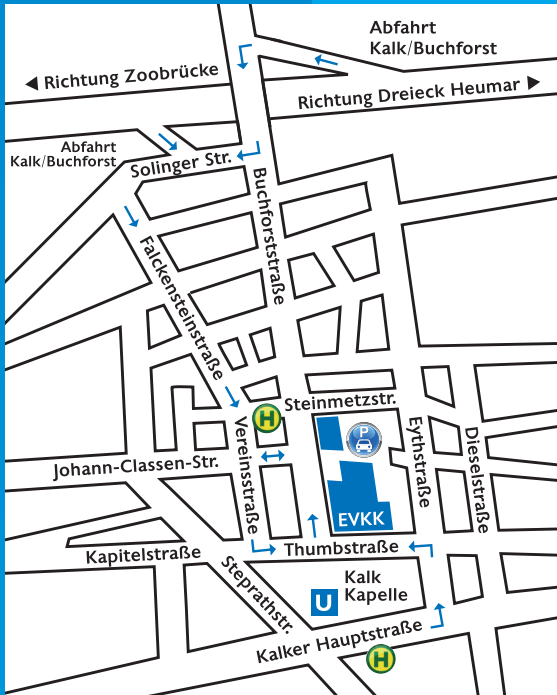 Abfahrt
Kalk/Buchforst
Richtung Zoobrücke
Richtung Dreieck Heumar
Abfahrt
Kalk/Buchforst
Solinger Str.
Buchforststraße
Falckensteinstraße
Steinmetzstr.
H
P
Vereinsstraße
Eythstraße
Dieselstraße
Johann-Classen-Str.
EVKK
Thumbstraße
Kapitelstraße
Steprathstr.
U
Kalk
Kapelle
Kalker Hauptstraße
H